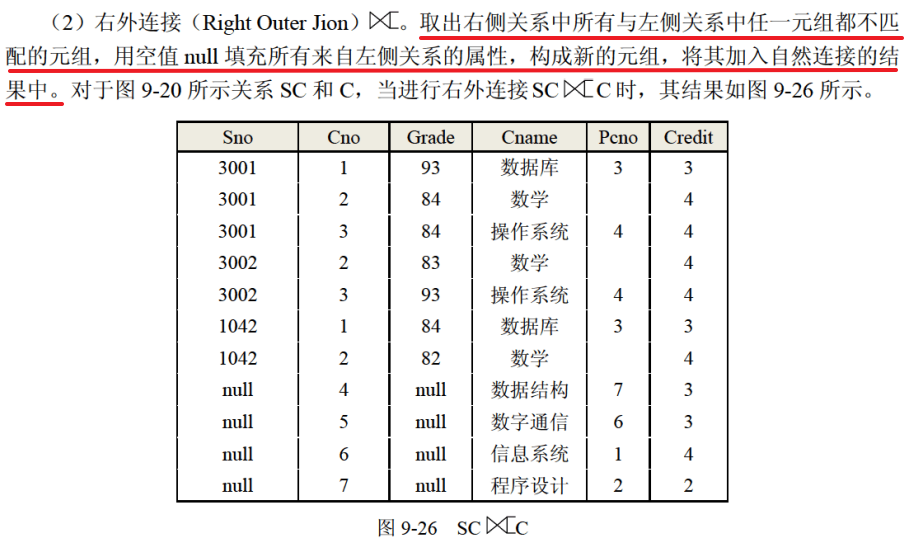 (2)右外连接(Right Outer Jion)⟖。取出右侧关系中所有与左侧关系中任一元组都不匹
配的元组，用空值 null 填充所有来自左侧关系的属性，构成新的元组，将其加入自然连接的结
果中。对于图 9-20 所示关系 SC 和 C，当进行右外连接 SC⟖C 时，其结果如图 9-26 所示。
Sno Cno Grade Cname Pcno Credit
3001 1 93 数据库 3 3
3001 2 84 数学 4
3001 3 84 操作系统 4 4
3002 2 83 数学 4
3002 3 93 操作系统 4 4
1042 1 84 数据库 3 3
1042 2 82 数学 4
null 4 null 数据结构 7 3
null 5 null 数字通信 6 3
null 6 null 信息系统 1 4
null 7 null 程序设计 2 2
图 9-26 SC⟖C